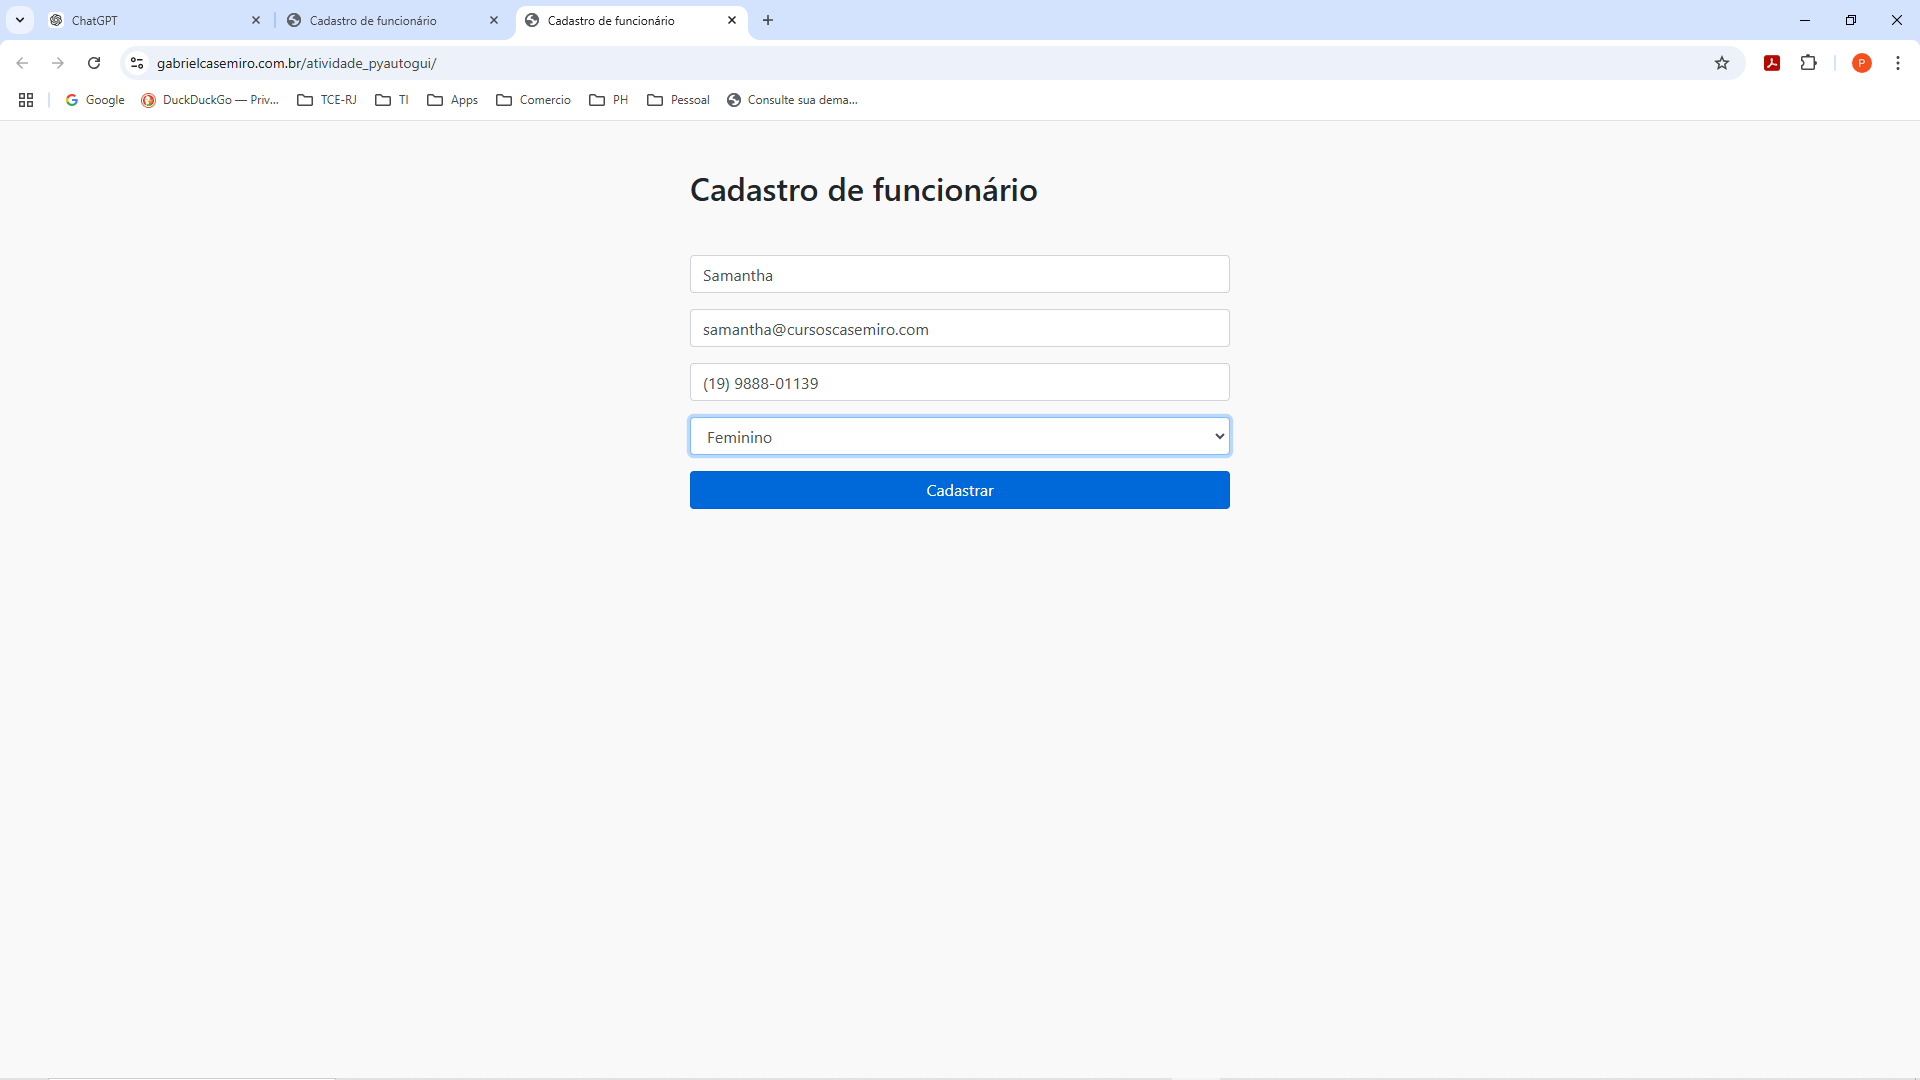 ChatGPT
Cadastro de funcionário
Cadastro de funcionário
gabrielcasemiro.com.br/atividade_pyautogui/
P
Google
DuckDuckGo — Priv...
TCE-RJ
TI
Apps
Comercio
PH
Pessoal
Consulte sua dema...
Cadastro de funcionário
Samantha
samantha@cursoscasemiro.com
(19) 9888-01139
Feminino
Cadastrar